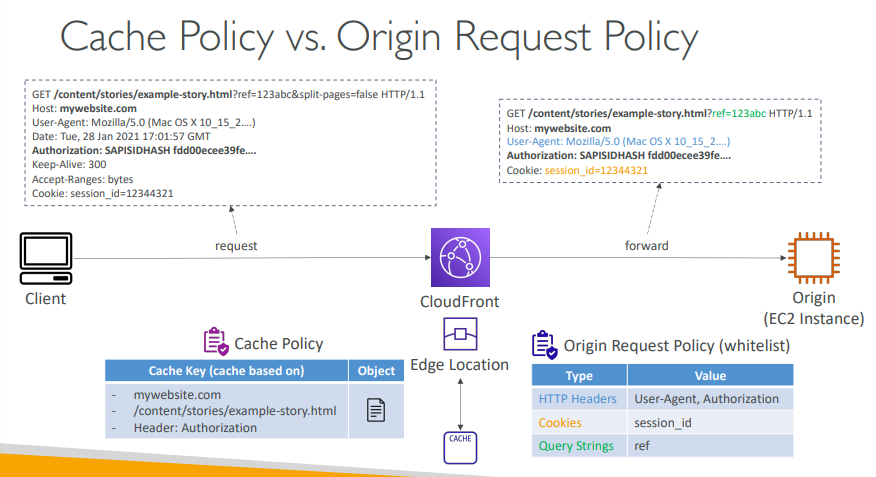 Cache Policy vs. Origin Request Policy
GET /content/stories/example-story.html?ref=123abc&split-pages=false HTTP/1.1
Host: mywebsite.com
User-Agent: Mozilla/5.0 (Mac OS X 10_15_2....)
Date: Tue, 28 Jan 2021 17:01:57 GMT
Authorization: SAPISIDHASH fdd00ecee39fe....
Keep-Alive: 300
Accept-Ranges: bytes
Cookie: session_id=12344321
GET /content/stories/example-story.html?ref=123abc HTTP/1.1
Host: mywebsite.com
User-Agent: Mozilla/5.0 (Mac OS X 10_15_2....)
Authorization: SAPISIDHASH fdd00ecee39fe....
Cookie: session_id=12344321
request
forward
Client
CloudFront
Origin
(EC2 Instance)
Cache Policy
Cache Key (cache based on) Object
- mywebsite.com
- /content/stories/example-story.html
- Header: Authorization
Edge Location
CACHE
Origin Request Policy (whitelist)
Type Value
HTTP Headers User-Agent, Authorization
Cookies session_id
Query Strings ref